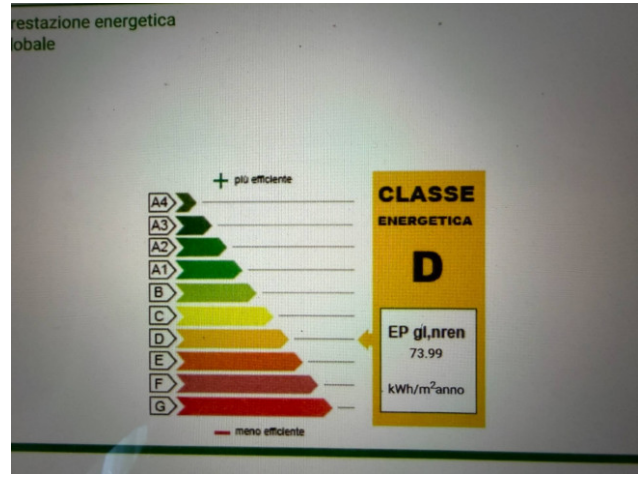 restazione energetica
lobale
più efficiente
A4
A3
A2
A1
B
C
D
E
F
G
meno efficiente
CLASSE
ENERGETICA
D
EP gl,nren
73.99
kWh/m²anno